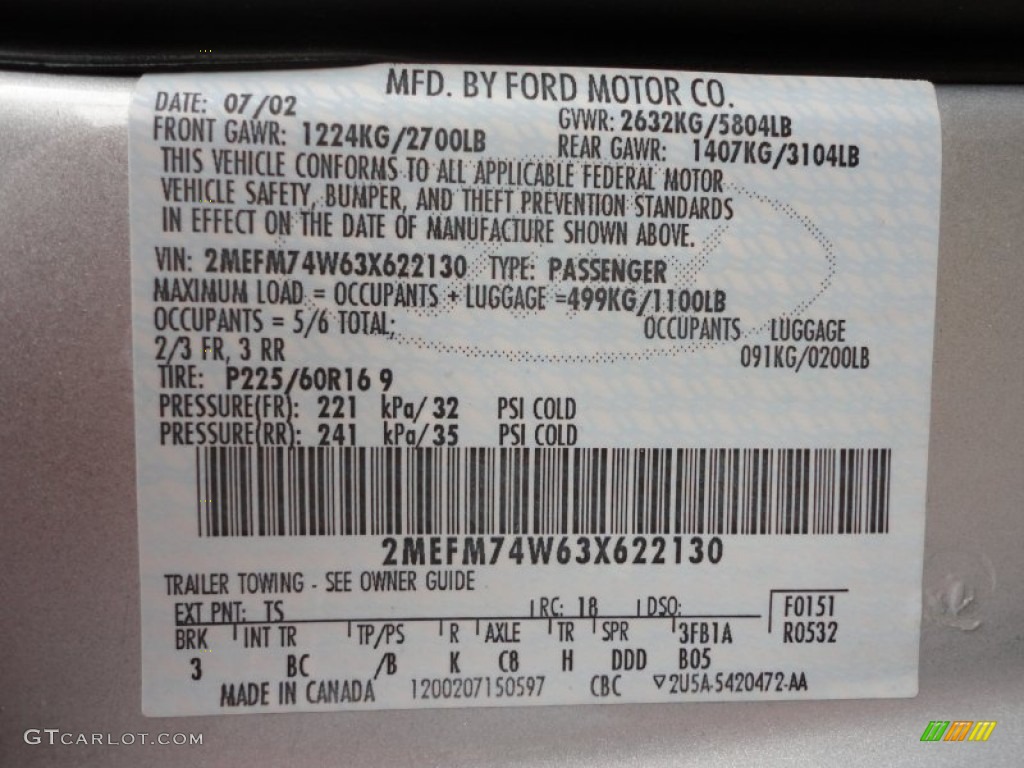 MFD. BY FORD MOTOR CO.
DATE: 07/02 GVWR: 2632KG/5804LB
FRONT GAWR: 1224KG/2700LB REAR GAWR: 1407KG/3104LB
THIS VEHICLE CONFORMS TO ALL APPLICABLE FEDERAL MOTOR
VEHICLE SAFETY, BUMPER, AND THEFT PREVENTION STANDARDS
IN EFFECT ON THE DATE OF MANUFACTURE SHOWN ABOVE.
VIN: 2MEFM74W63X622130 TYPE: PASSENGER
MAXIMUM LOAD = OCCUPANTS + LUGGAGE =499KG/1100LB
OCCUPANTS = 5/6 TOTAL; OCCUPANTS LUGGAGE
2/3 FR, 3 RR 091KG/0200LB
TIRE: P225/60R16 9
PRESSURE(FR): 221 kPa/ 32 PSI COLD
PRESSURE(RR): 241 kPa/ 35 PSI COLD
2MEFM74W63X622130
TRAILER TOWING - SEE OWNER GUIDE
EXT PNT: TS RC: 18 DSO: F0151
BRK INT TR TP/PS R AXLE TR SPR 3FB1A R0532
3 BC /B K C8 H DDD B05
MADE IN CANADA 1200207150597 CBC 2U5A-5420472-AA
GTCARLOT.COM